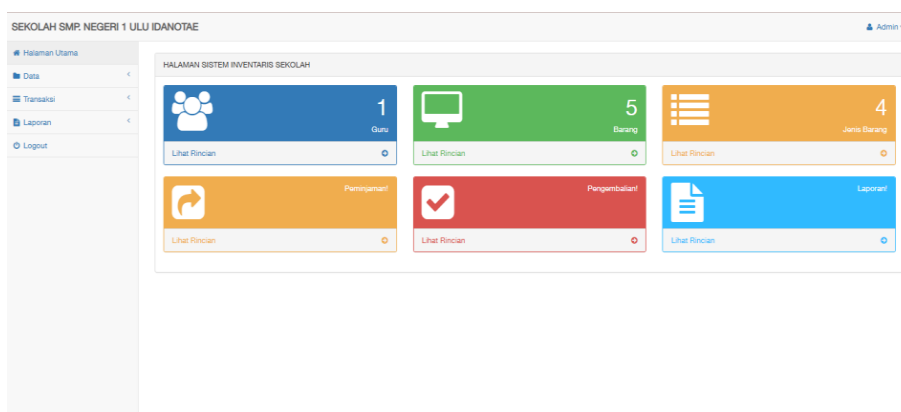 SEKOLAH SMP. NEGERI 1 ULU IDANOTAE
Admin
Halaman Utama
Data
Transaksi
Laporan
Logout
HALAMAN SISTEM INVENTARIS SEKOLAH
1
Guru
Lihat Rincian
5
Barang
Lihat Rincian
4
Jenis Barang
Lihat Rincian
Peminjaman!
Lihat Rincian
Pengembalian!
Lihat Rincian
Laporan!
Lihat Rincian